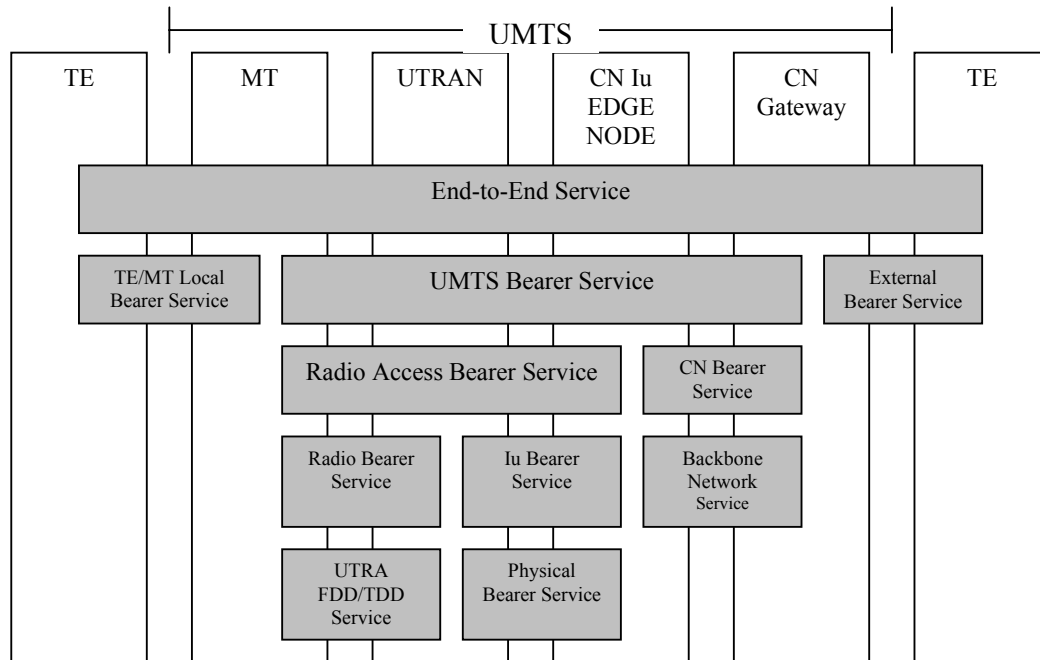 UMTS
TE
MT
UTRAN
CN Iu
EDGE
NODE
CN
Gateway
TE
End-to-End Service
TE/MT Local
Bearer Service
UMTS Bearer Service
External
Bearer Service
Radio Access Bearer Service
CN Bearer
Service
Radio Bearer
Service
Iu Bearer
Service
Backbone
Network
Service
UTRA
FDD/TDD
Service
Physical
Bearer Service